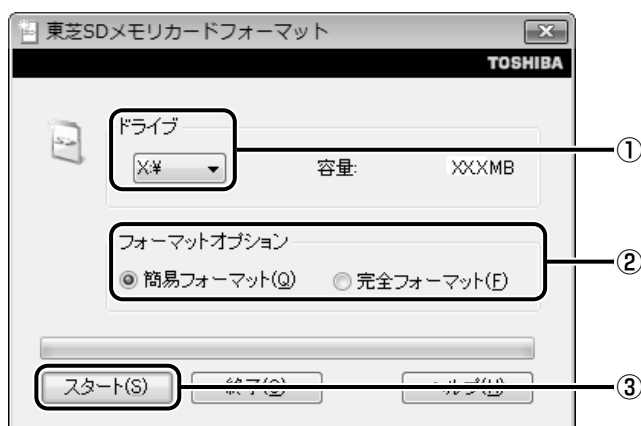 東芝SDメモリカードフォーマット
TOSHIBA
ドライブ
X:¥ 容量: XXXMB
①
フォーマットオプション
②
簡易フォーマット(Q) 完全フォーマット(F)
スタート(S)
③